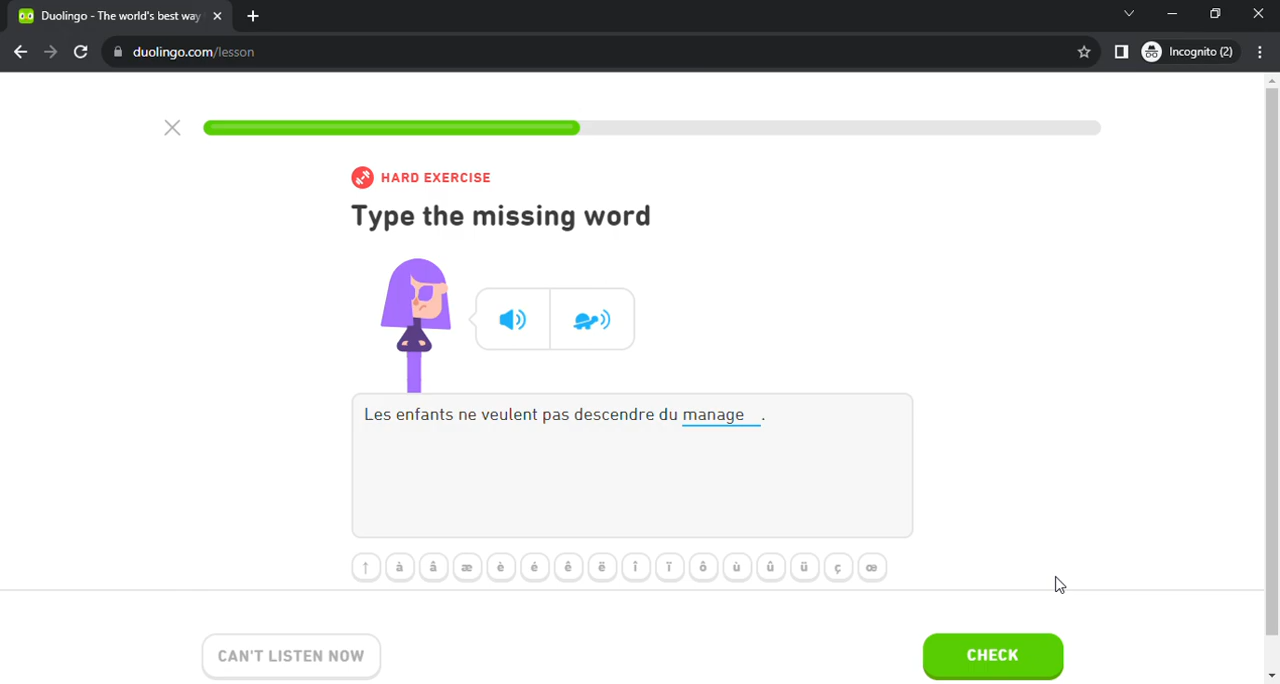 Duolingo - The world's best way
duolingo.com/lesson
Incognito (2)
HARD EXERCISE
Type the missing word
Les enfants ne veulent pas descendre du manage .
↑ à â æ è é ê ë î ï ô ù û ü ç œ
CAN'T LISTEN NOW
CHECK